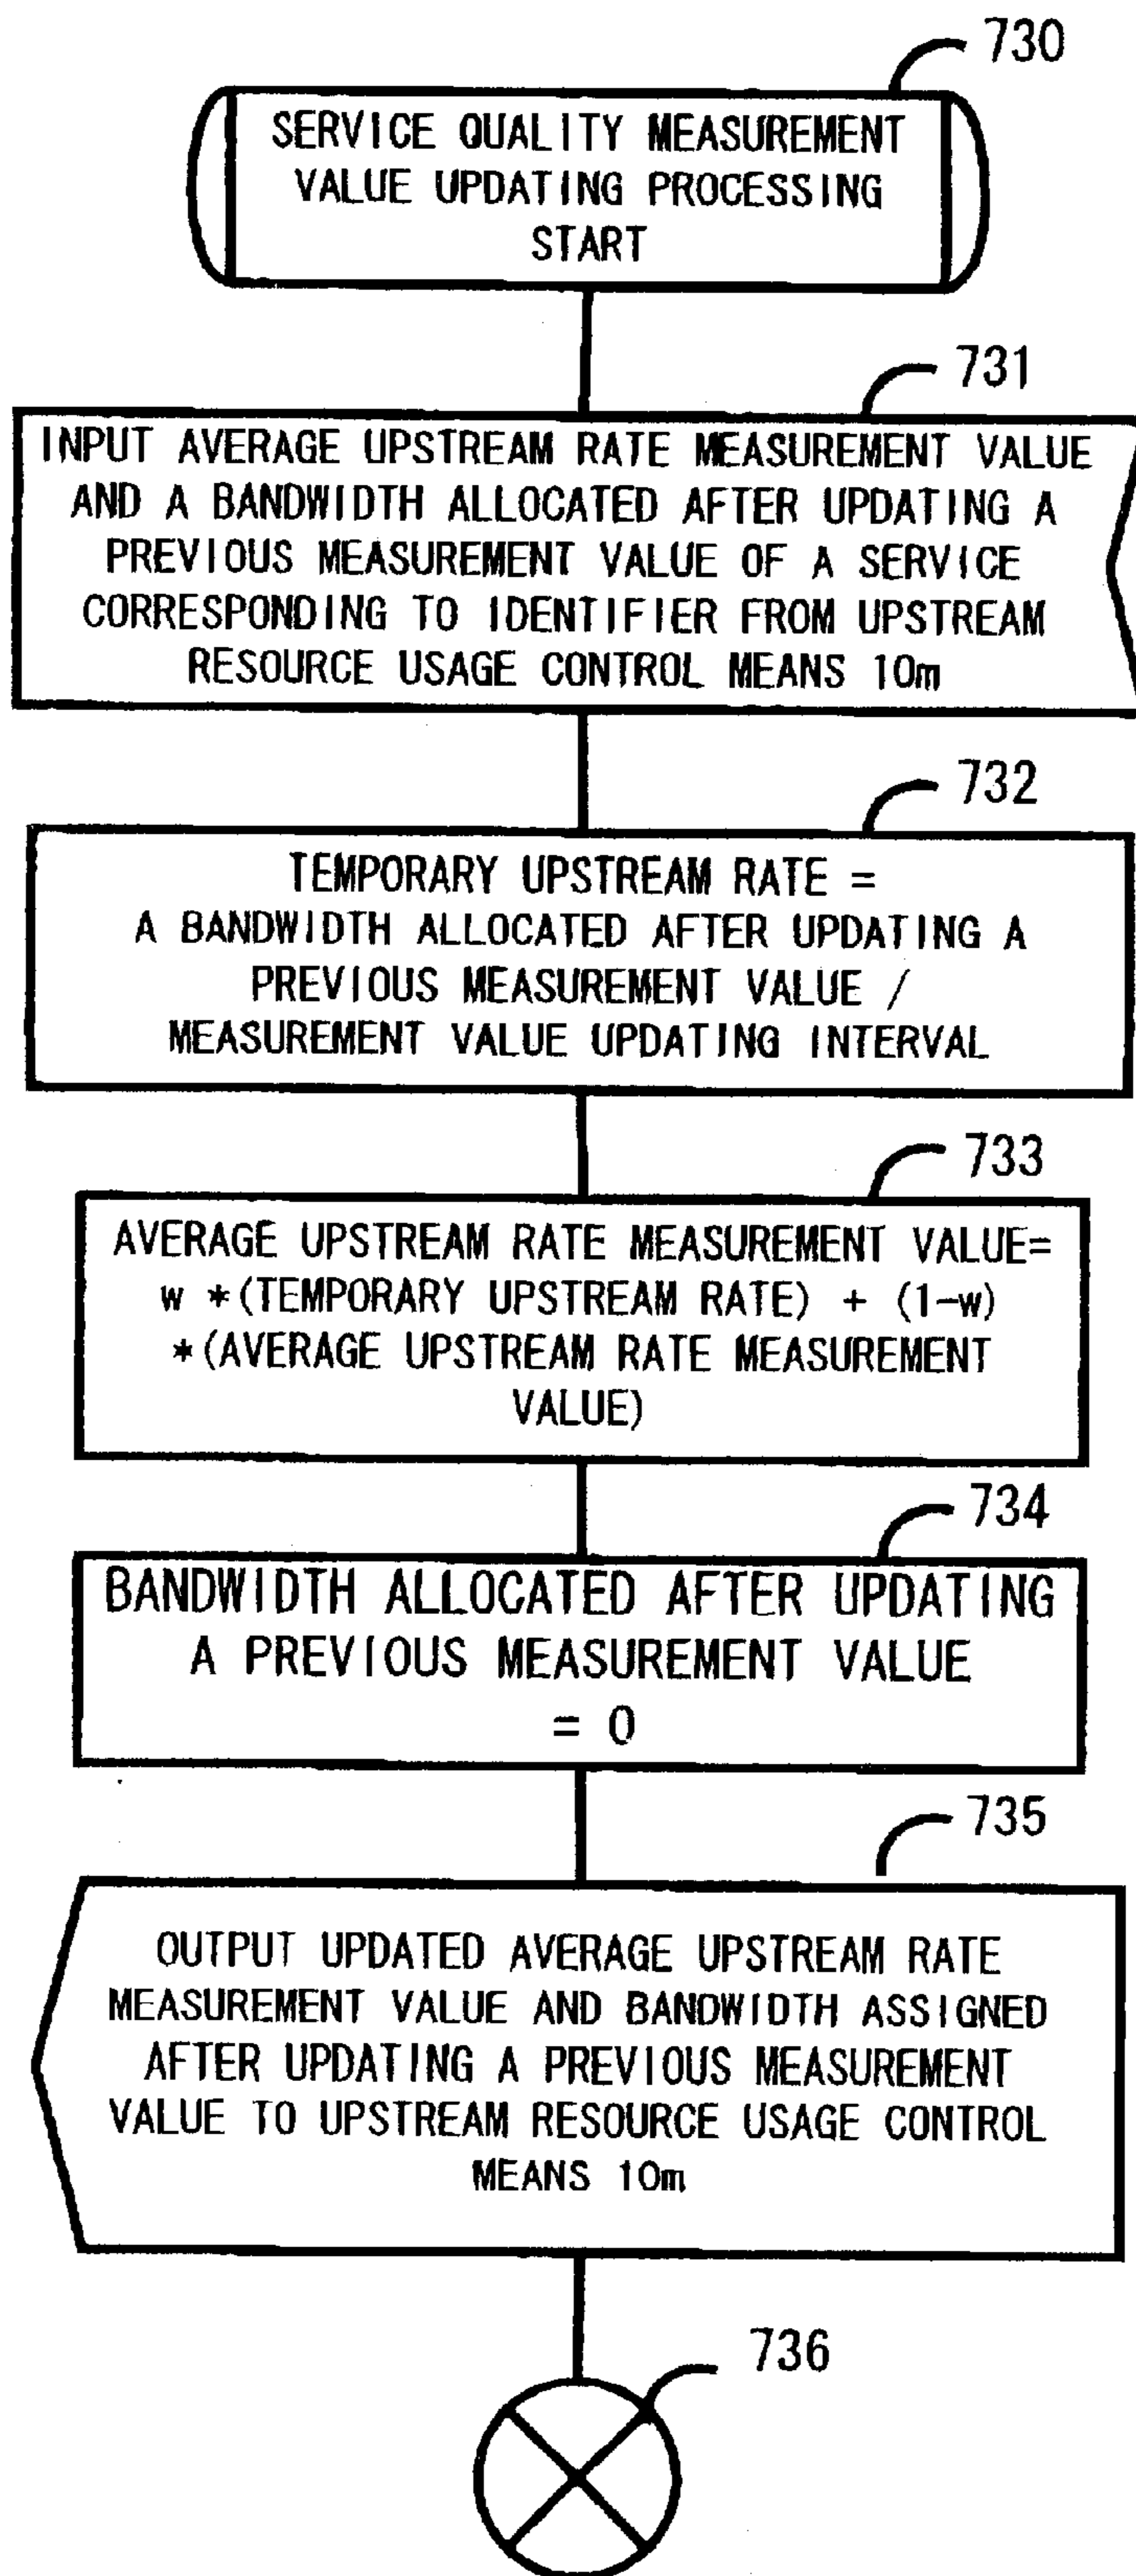 730
SERVICE QUALITY MEASUREMENT
VALUE UPDATING PROCESSING
START
731
INPUT AVERAGE UPSTREAM RATE MEASUREMENT VALUE
AND A BANDWIDTH ALLOCATED AFTER UPDATING A
PREVIOUS MEASUREMENT VALUE OF A SERVICE
CORRESPONDING TO IDENTIFIER FROM UPSTREAM
RESOURCE USAGE CONTROL MEANS 10m
732
TEMPORARY UPSTREAM RATE =
A BANDWIDTH ALLOCATED AFTER UPDATING A
PREVIOUS MEASUREMENT VALUE /
MEASUREMENT VALUE UPDATING INTERVAL
733
AVERAGE UPSTREAM RATE MEASUREMENT VALUE=
w *(TEMPORARY UPSTREAM RATE) + (1-w)
*(AVERAGE UPSTREAM RATE MEASUREMENT
VALUE)
734
BANDWIDTH ALLOCATED AFTER UPDATING
A PREVIOUS MEASUREMENT VALUE
= 0
735
OUTPUT UPDATED AVERAGE UPSTREAM RATE
MEASUREMENT VALUE AND BANDWIDTH ASSIGNED
AFTER UPDATING A PREVIOUS MEASUREMENT
VALUE TO UPSTREAM RESOURCE USAGE CONTROL
MEANS 10m
736